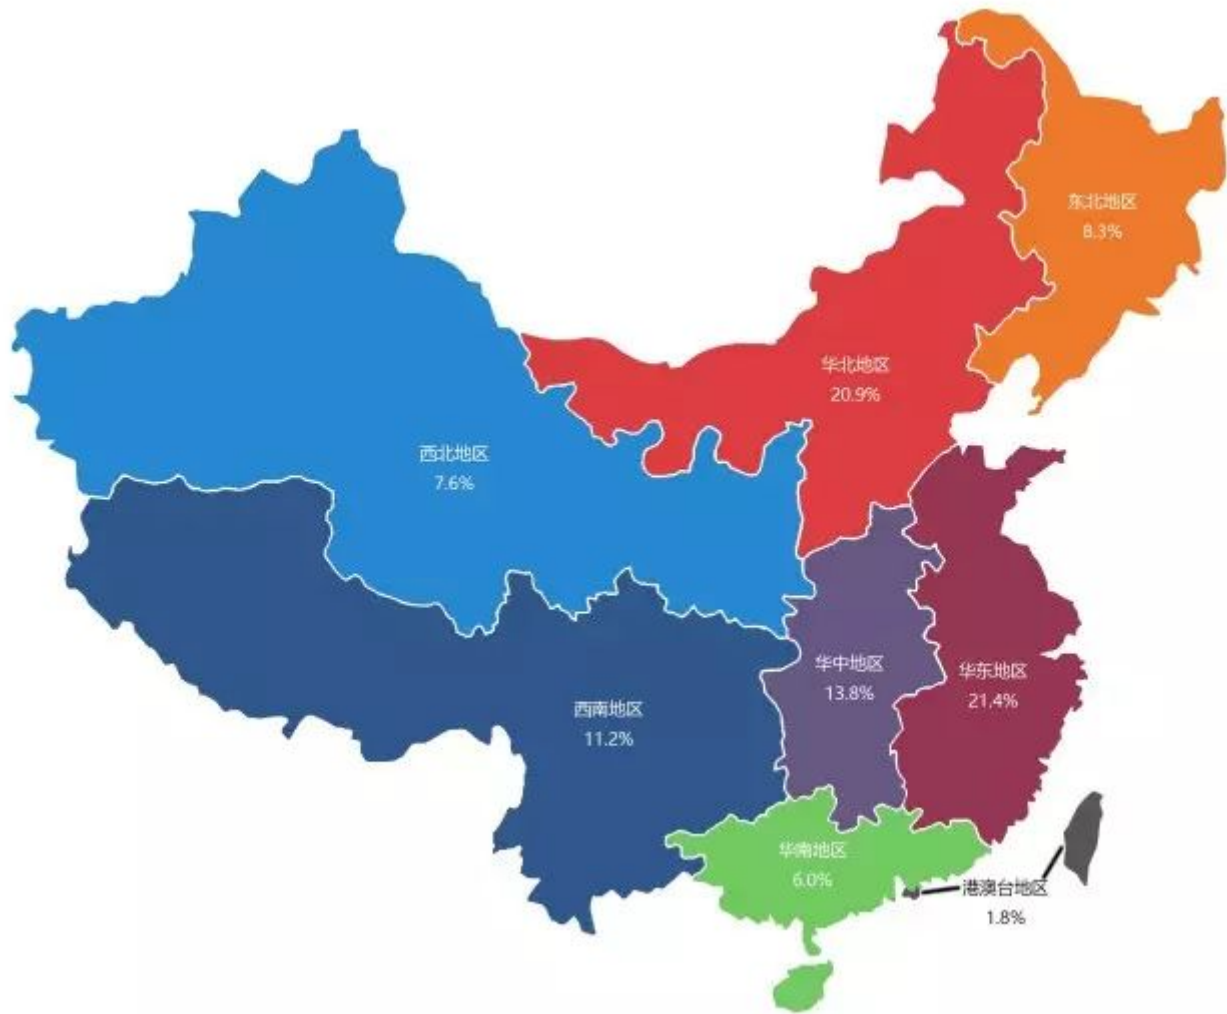 东北地区
8.3%
华北地区
20.9%
西北地区
7.6%
华中地区
13.8%
华东地区
21.4%
西南地区
11.2%
华南地区
6.0%
港澳台地区
1.8%